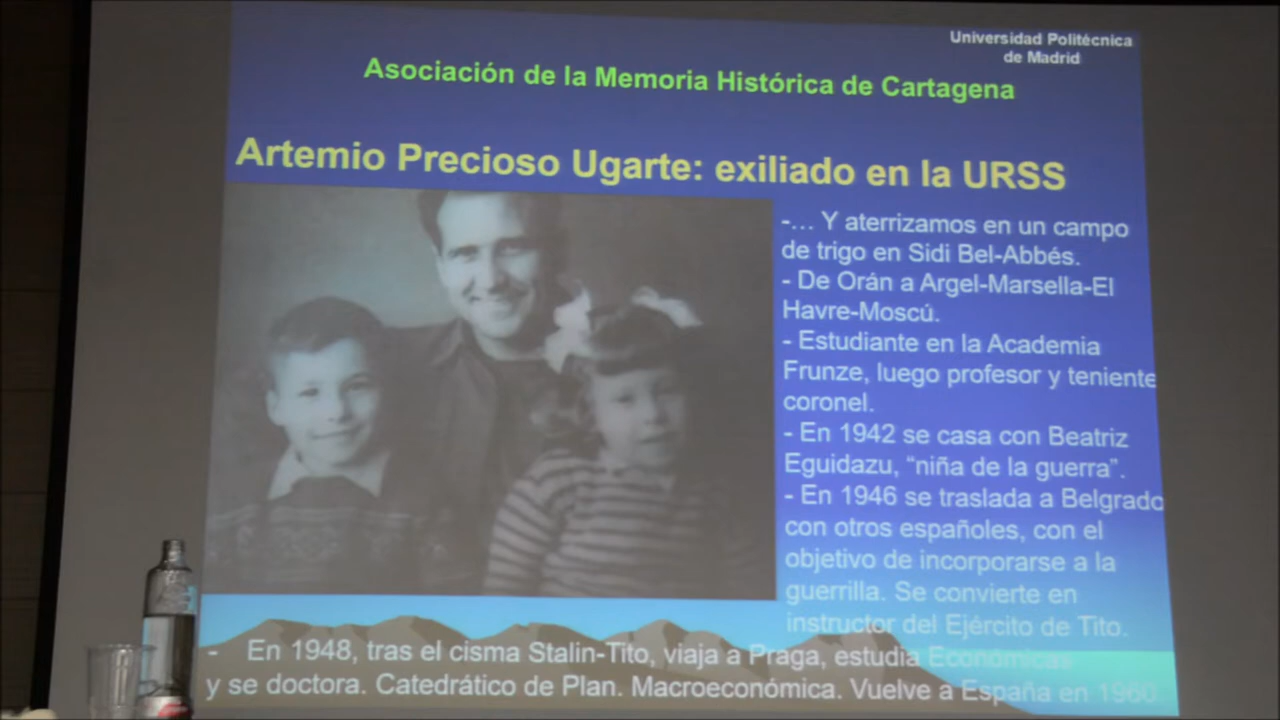 Universidad Politécnica
de Madrid
Asociación de la Memoria Histórica de Cartagena
Artemio Precioso Ugarte: exiliado en la URSS
-... Y aterrizamos en un campo
de trigo en Sidi Bel-Abbés.
- De Orán a Argel-Marsella-El
Havre-Moscú.
- Estudiante en la Academia
Frunze, luego profesor y teniente
coronel.
- En 1942 se casa con Beatriz
Eguidazu, “niña de la guerra”.
- En 1946 se traslada a Belgrado
con otros españoles, con el
objetivo de incorporarse a la
guerrilla. Se convierte en
instructor del Ejército de Tito.
- En 1948, tras el cisma Stalin-Tito, viaja a Praga, estudia Económicas
y se doctora. Catedrático de Plan. Macroeconómica. Vuelve a España en 1960.